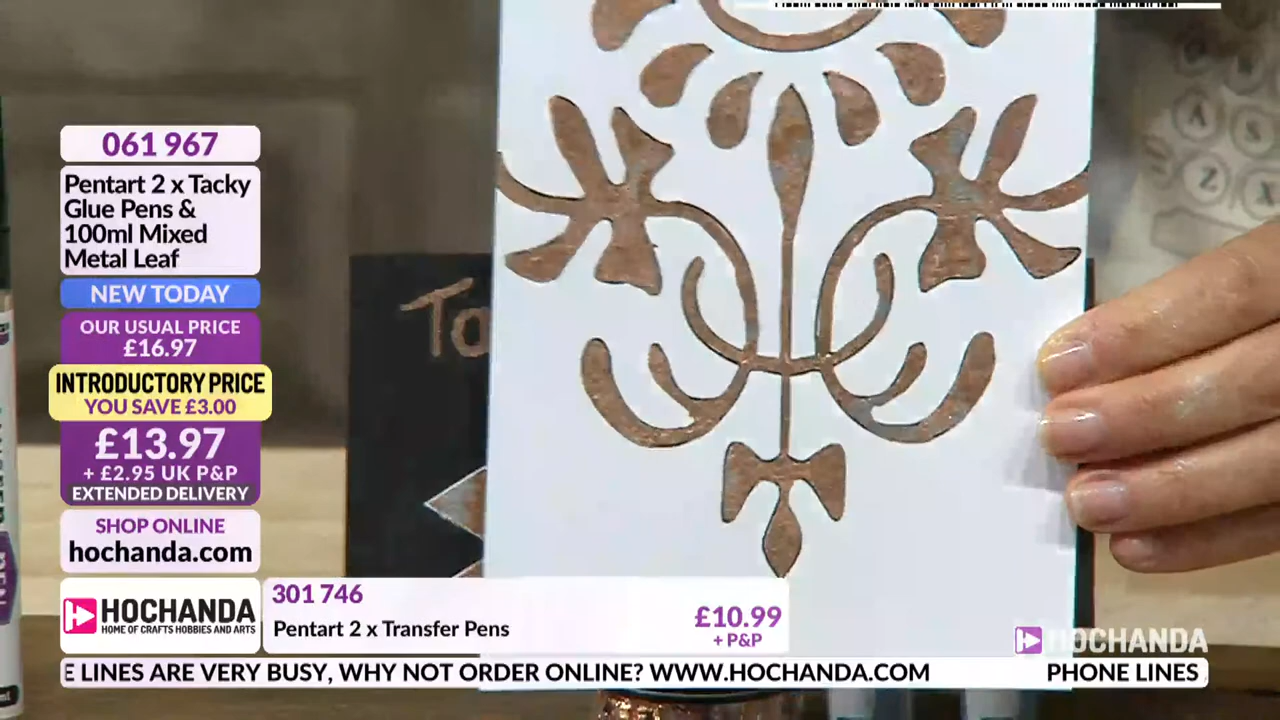 061 967
Pentart 2 x Tacky
Glue Pens &
100ml Mixed
Metal Leaf
NEW TODAY
OUR USUAL PRICE
£16.97
INTRODUCTORY PRICE
YOU SAVE £3.00
£13.97
+ £2.95 UK P&P
EXTENDED DELIVERY
SHOP ONLINE
hochanda.com
HOCHANDA
HOME OF CRAFTS HOBBIES AND ARTS
301 746
Pentart 2 x Transfer Pens
£10.99
+ P&P
HOCHANDA
E LINES ARE VERY BUSY, WHY NOT ORDER ONLINE? WWW.HOCHANDA.COM
PHONE LINES
To
A S
Z X
PEN